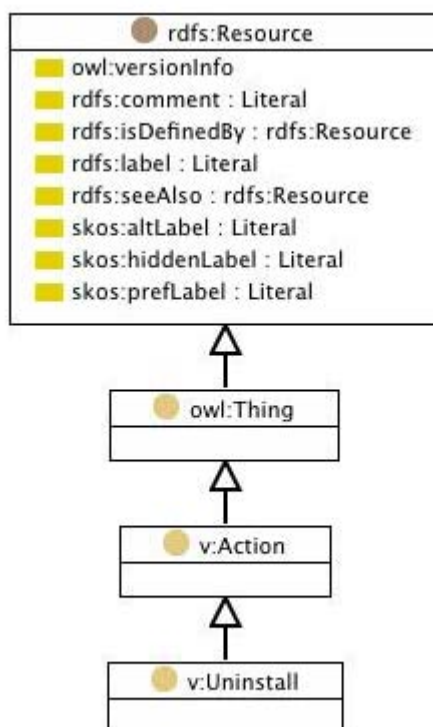 rdfs:Resource
owl:versionInfo
rdfs:comment : Literal
rdfs:isDefinedBy : rdfs:Resource
rdfs:label : Literal
rdfs:seeAlso : rdfs:Resource
skos:altLabel : Literal
skos:hiddenLabel : Literal
skos:prefLabel : Literal
owl:Thing
v:Action
v:Uninstall